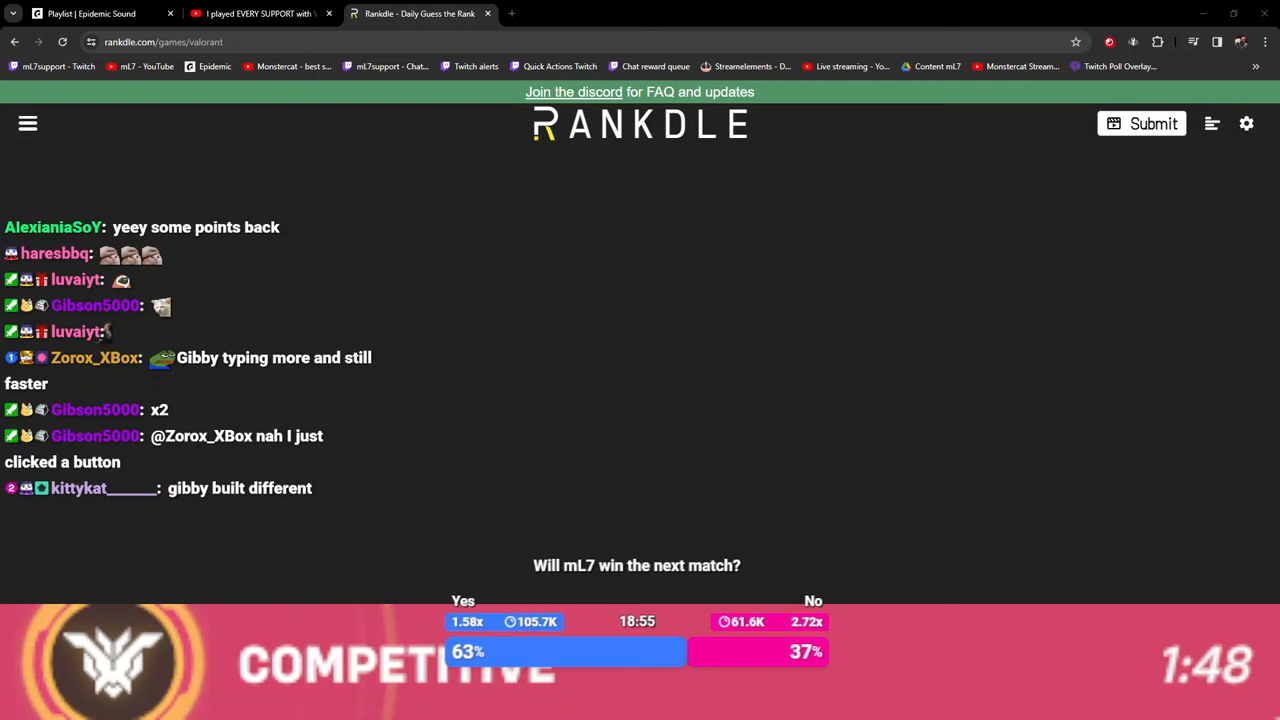 Playlist | Epidemic Sound
I played EVERY SUPPORT with
Rankdle - Daily Guess the Rank
rankdle.com/games/valorant
mL7support - Twitch
mL7 - YouTube
Epidemic
Monstercat - best s...
mL7support - Chat...
Twitch alerts
Quick Actions Twitch
Chat reward queue
Streamelements - D...
Live streaming - Yo...
Content mL7
Monstercat Stream...
Twitch Poll Overlay...
Join the discord for FAQ and updates
RANKDLE
Submit
AlexianiaSoY: yeey some points back
haresbbq:
luvaiyt:
Gibson5000:
luvaiyt:
Zorox_XBox: Gibby typing more and still
faster
Gibson5000: x2
Gibson5000: @Zorox_XBox nah I just
clicked a button
kittykat______: gibby built different
Will mL7 win the next match?
Yes
No
1.58x 105.7K
18:55
61.6K 2.72x
63%
37%
COMPETITIVE
1:48